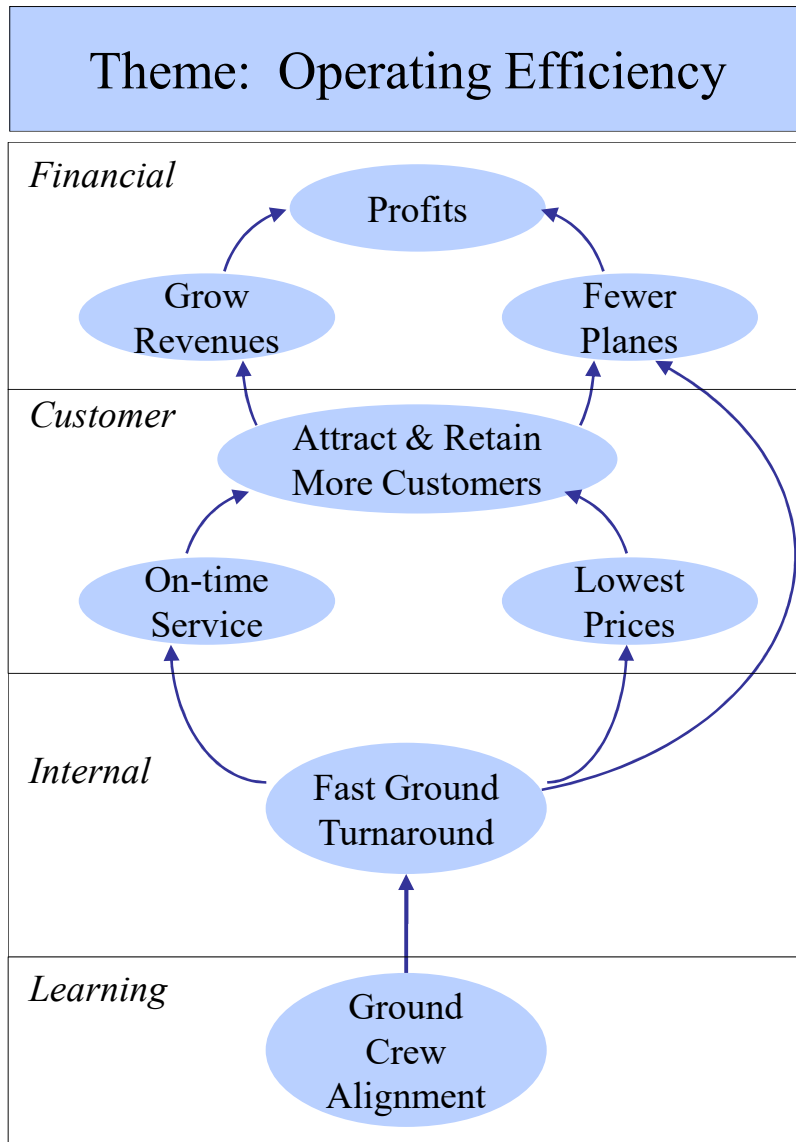 Theme: Operating Efficiency
Financial
Profits
Grow
Revenues
Fewer
Planes
Customer
Attract & Retain
More Customers
On-time
Service
Lowest
Prices
Internal
Fast Ground
Turnaround
Learning
Ground
Crew
Alignment